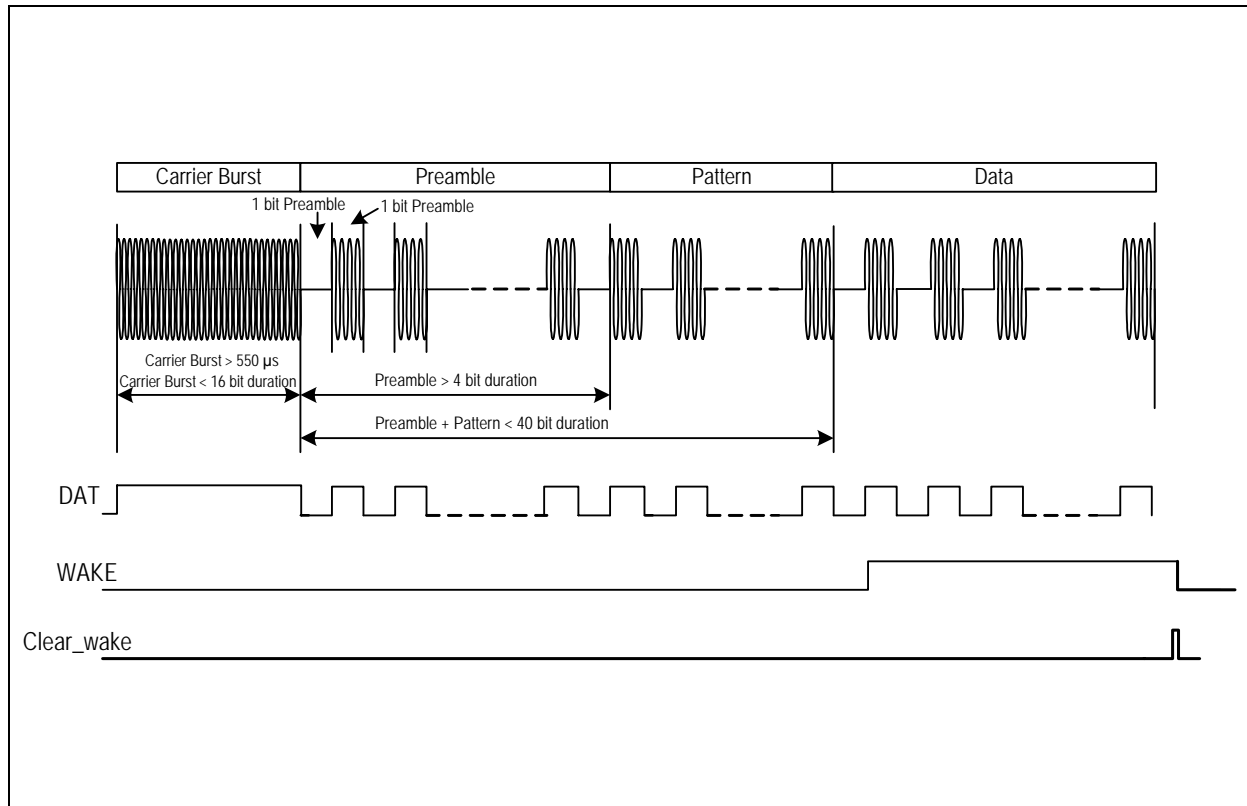 Carrier Burst
Preamble
Pattern
Data
1 bit Preamble
1 bit Preamble
Carrier Burst > 550 µs
Carrier Burst < 16 bit duration
Preamble > 4 bit duration
Preamble + Pattern < 40 bit duration
DAT
WAKE
Clear_wake